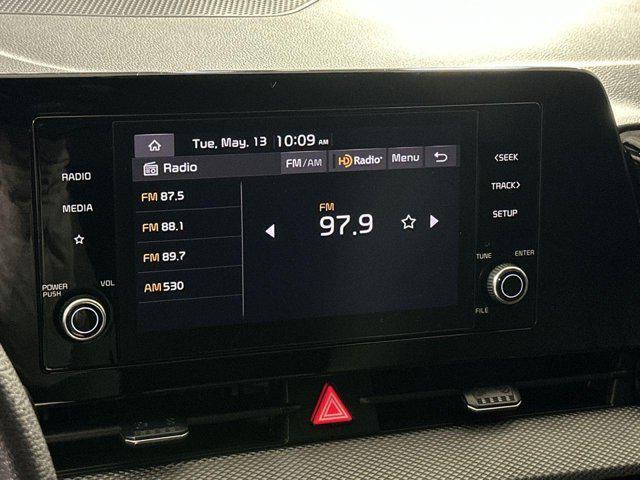 Tue, May. 13 10:09 AM
Radio FM/AM HD Radio Menu
FM 87.5
FM 88.1
FM 89.7
AM 530
FM
97.9
RADIO
MEDIA
POWER PUSH VOL
<SEEK
TRACK>
SETUP
TUNE ENTER
FILE